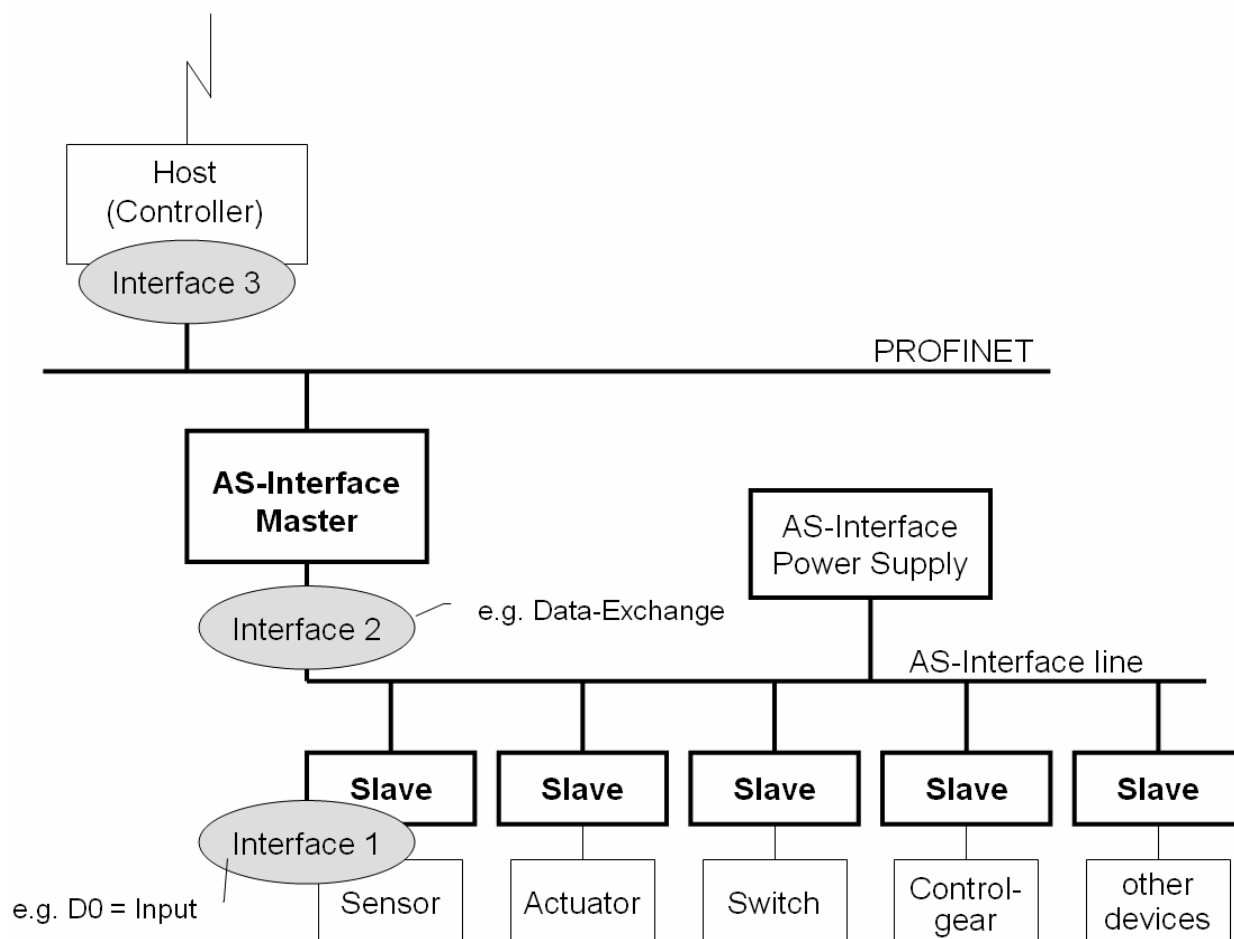 Host
(Controller)
Interface 3
PROFINET
AS-Interface
Master
AS-Interface
Power Supply
Interface 2
e.g. Data-Exchange
AS-Interface line
Slave
Slave
Slave
Slave
Slave
Interface 1
e.g. D0 = Input
Sensor
Actuator
Switch
Control-
gear
other
devices